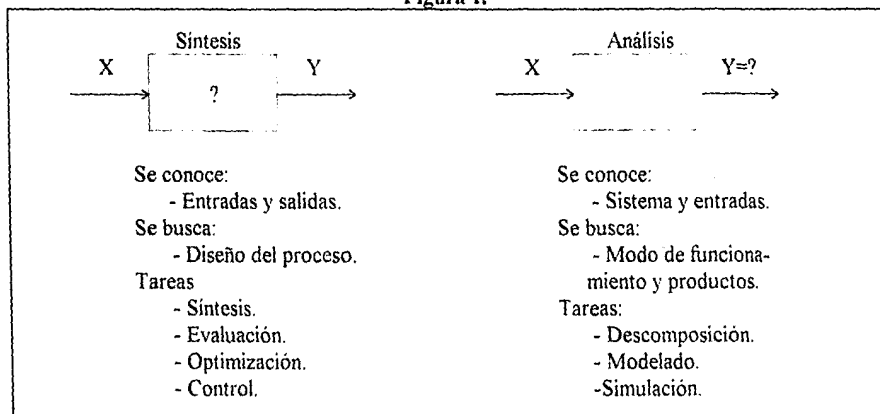 Figura 1.
Síntesis
X
Y
?
Se conoce:
- Entradas y salidas.
Se busca:
- Diseño del proceso.
Tareas
- Síntesis.
- Evaluación.
- Optimización.
- Control.
Análisis
X
Y=?
Se conoce:
- Sistema y entradas.
Se busca:
- Modo de funciona-
miento y productos.
Tareas:
- Descomposición.
- Modelado.
-Simulación.